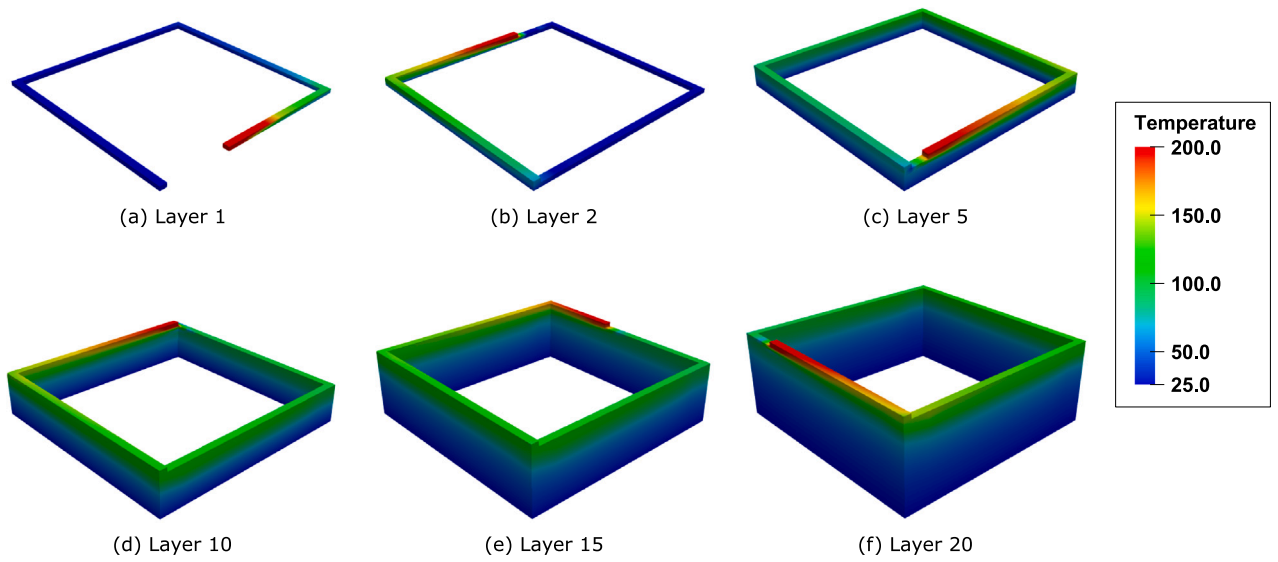 (a) Layer 1
(b) Layer 2
(c) Layer 5
Temperature
200.0
150.0
100.0
50.0
25.0
(d) Layer 10
(e) Layer 15
(f) Layer 20